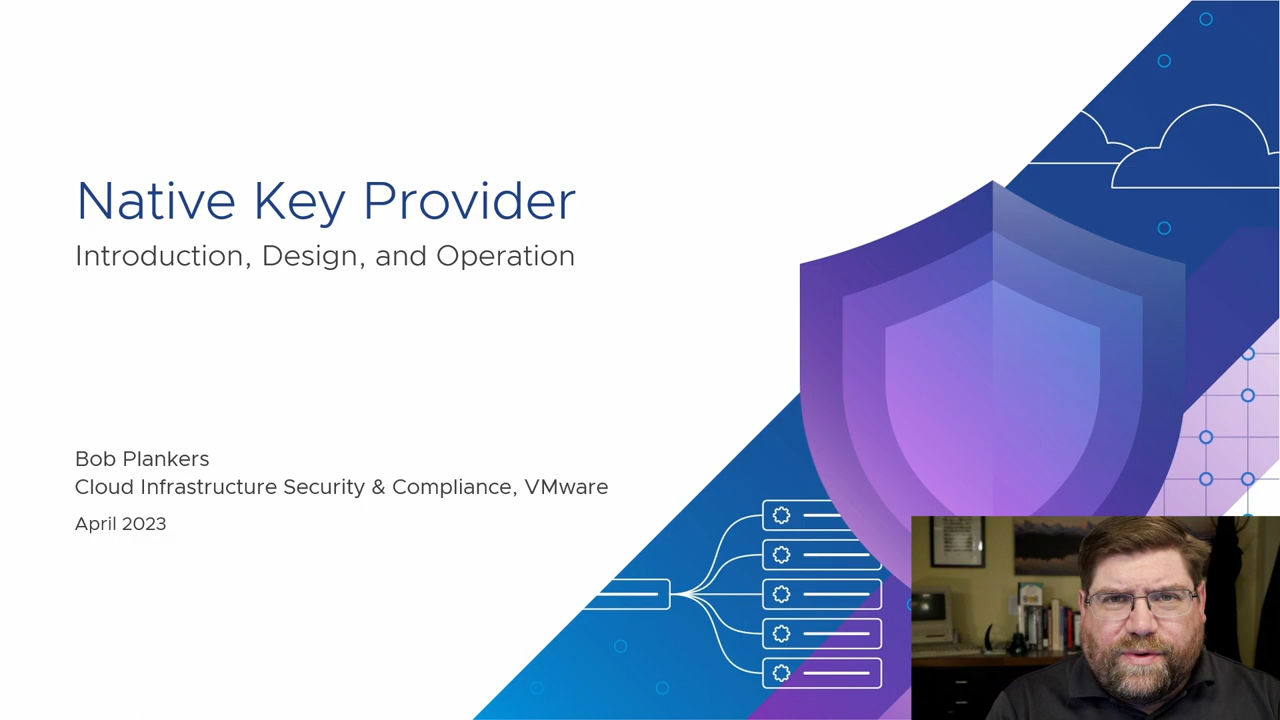 Native Key Provider
Introduction, Design, and Operation
Bob Plankers
Cloud Infrastructure Security & Compliance, VMware
April 2023